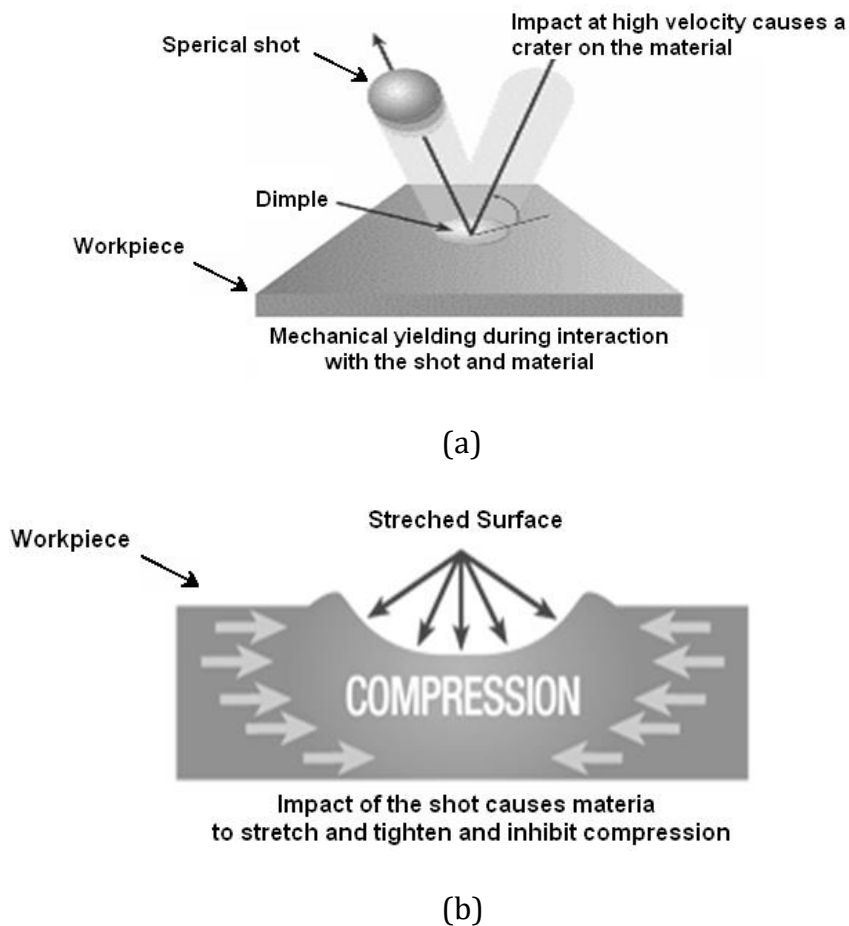 Sperical shot
Impact at high velocity causes a
crater on the material
Dimple
Workpiece
Mechanical yielding during interaction
with the shot and material
(a)
Streched Surface
Workpiece
COMPRESSION
Impact of the shot causes materia
to stretch and tighten and inhibit compression
(b)